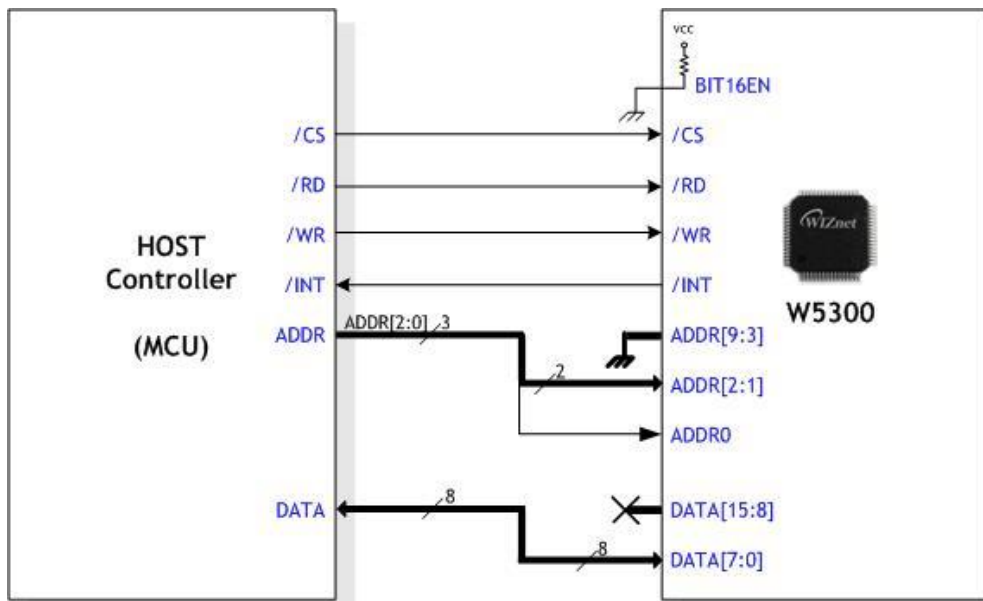 HOST
Controller
(MCU)
/CS
/RD
/WR
/INT
ADDR
DATA
ADDR[2:0]
3
2
8
8
vcc
BIT16EN
/CS
/RD
/WR
/INT
ADDR[9:3]
ADDR[2:1]
ADDR0
DATA[15:8]
DATA[7:0]
WIZnet
W5300